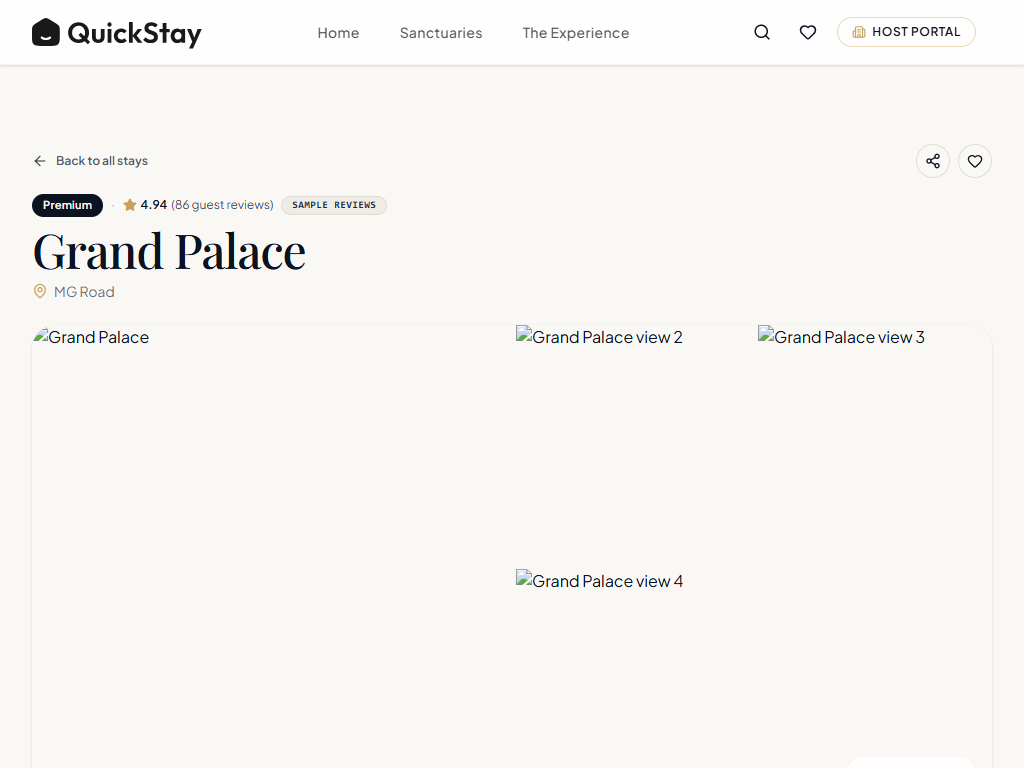 QuickStay
Home
Sanctuaries
The Experience
HOST PORTAL
Back to all stays
Premium · 4.94 (86 guest reviews) SAMPLE REVIEWS
Grand Palace
MG Road
Grand Palace
Grand Palace view 2
Grand Palace view 3
Grand Palace view 4